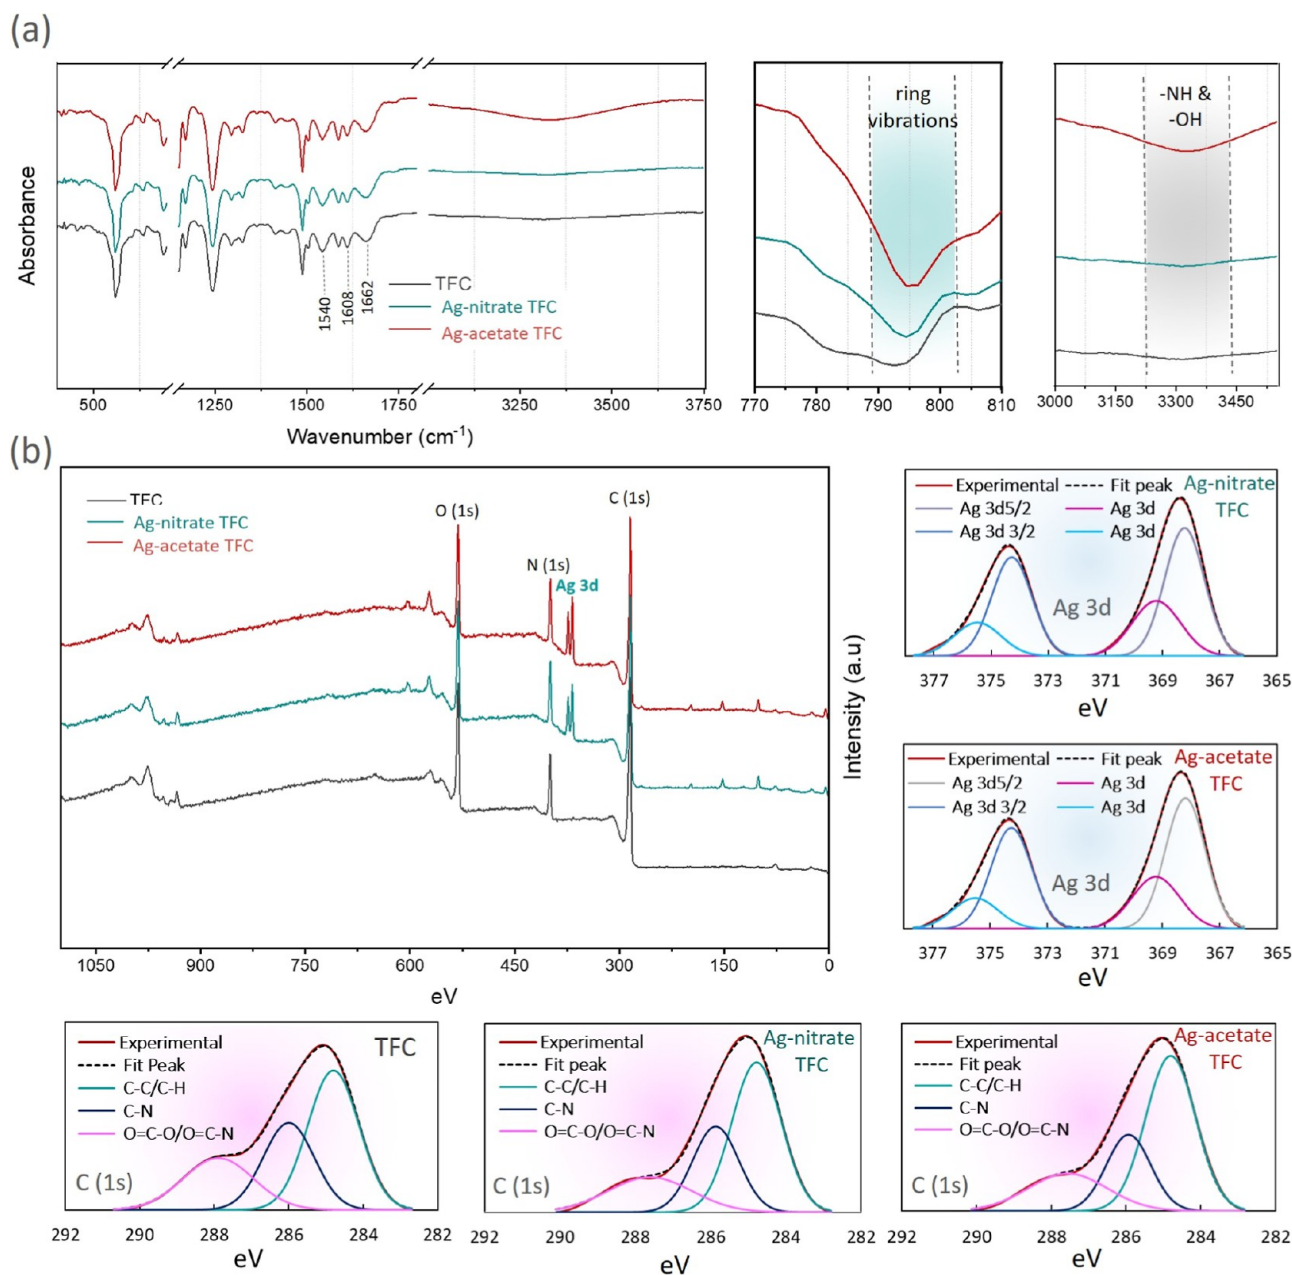 (a)
Absorbance
1540
1608
1662
TFC
Ag-nitrate TFC
Ag-acetate TFC
500
1250
1500
1750
3250
3500
3750
Wavenumber (cm⁻¹)
ring
vibrations
770
780
790
800
810
-NH &
-OH
3000
3150
3300
3450
(b)
TFC
Ag-nitrate TFC
Ag-acetate TFC
O (1s)
N (1s)
Ag 3d
C (1s)
1050
900
750
600
450
300
150
0
eV
Intensity (a.u)
Experimental
Fit peak
Ag-nitrate
TFC
Ag 3d5/2
Ag 3d
Ag 3d 3/2
Ag 3d
Ag 3d
377
375
373
371
369
367
365
eV
Experimental
Fit peak
Ag-acetate
TFC
Ag 3d5/2
Ag 3d
Ag 3d 3/2
Ag 3d
Ag 3d
377
375
373
371
369
367
365
eV
Experimental
Fit Peak
C-C/C-H
C-N
O=C-O/O=C-N
TFC
C (1s)
292
290
288
286
284
282
eV
Experimental
Fit peak
C-C/C-H
C-N
O=C-O/O=C-N
Ag-nitrate
TFC
C (1s)
292
290
288
286
284
282
eV
Experimental
Fit peak
C-C/C-H
C-N
O=C-O/O=C-N
Ag-acetate
TFC
C (1s)
292
290
288
286
284
282
eV